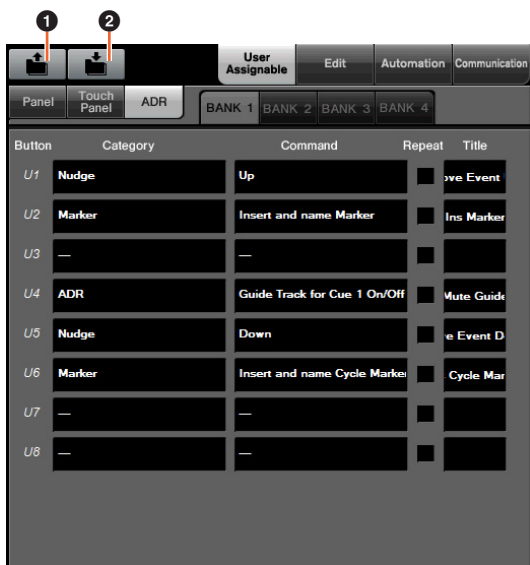 1 2
User Assignable Edit Automation Communication
Panel Touch Panel ADR BANK 1 BANK 2 BANK 3 BANK 4
Button Category Command Repeat Title
U1 Nudge Up ove Event
U2 Marker Insert and name Marker Ins Marker
U3 — —
U4 ADR Guide Track for Cue 1 On/Off Mute Guide
U5 Nudge Down e Event D
U6 Marker Insert and name Cycle Marker Cycle Mar
U7 — —
U8 — —